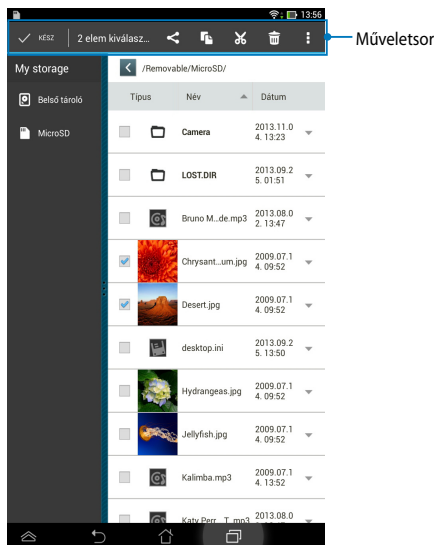 13:56
KÉSZ 2 elem kiválasz...
Műveletsor
My storage
/Removable/MicroSD/
Belső tároló
MicroSD
Típus Név Dátum
Camera 2013.11.0
4. 13:23
LOST.DIR 2013.09.2
5. 01:51
Bruno M...de.mp3 2013.08.0
2. 13:47
Chrysant...um.jpg 2009.07.1
4. 09:52
Desert.jpg 2009.07.1
4. 09:52
desktop.ini 2013.09.2
5. 13:50
Hydrangeas.jpg 2009.07.1
4. 09:52
Jellyfish.jpg 2009.07.1
4. 09:52
Kalimba.mp3 2009.07.1
4. 13:52
Katy Perr...T.mp3 2013.08.0